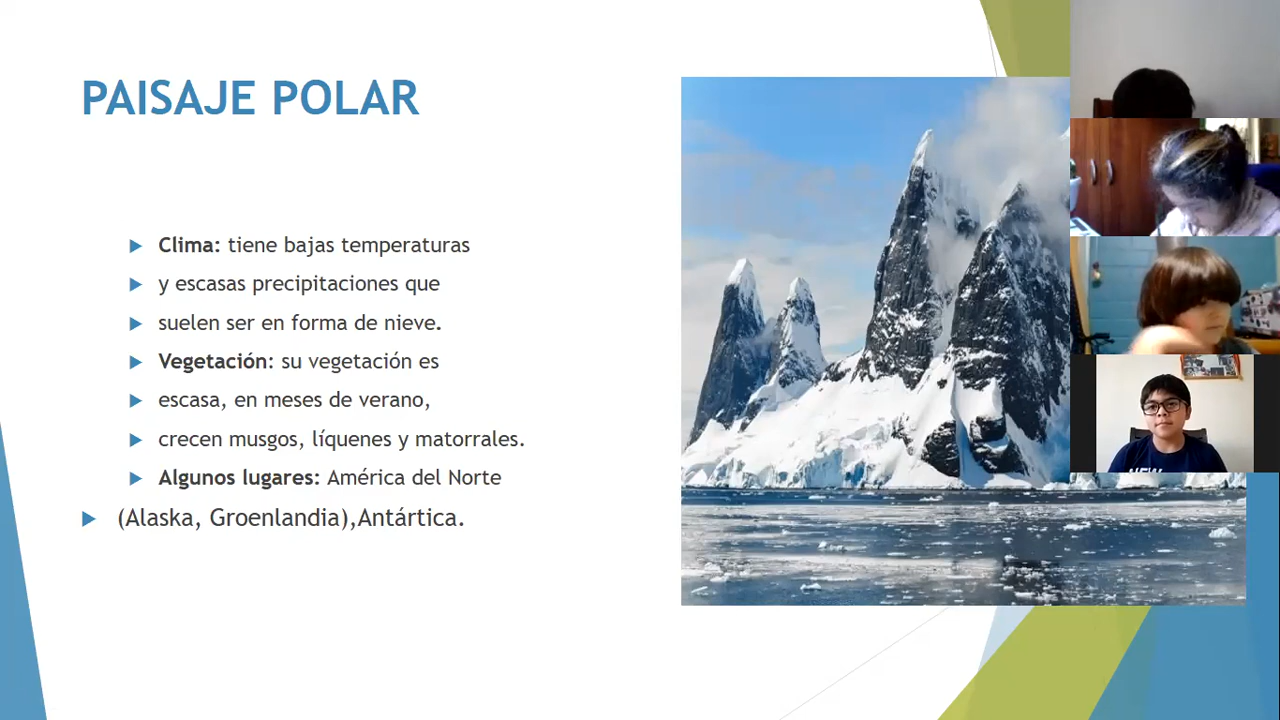 PAISAJE POLAR
Clima: tiene bajas temperaturas
y escasas precipitaciones que
suelen ser en forma de nieve.
Vegetación: su vegetación es
escasa, en meses de verano,
crecen musgos, líquenes y matorrales.
Algunos lugares: América del Norte
(Alaska, Groenlandia),Antártica.
NEW